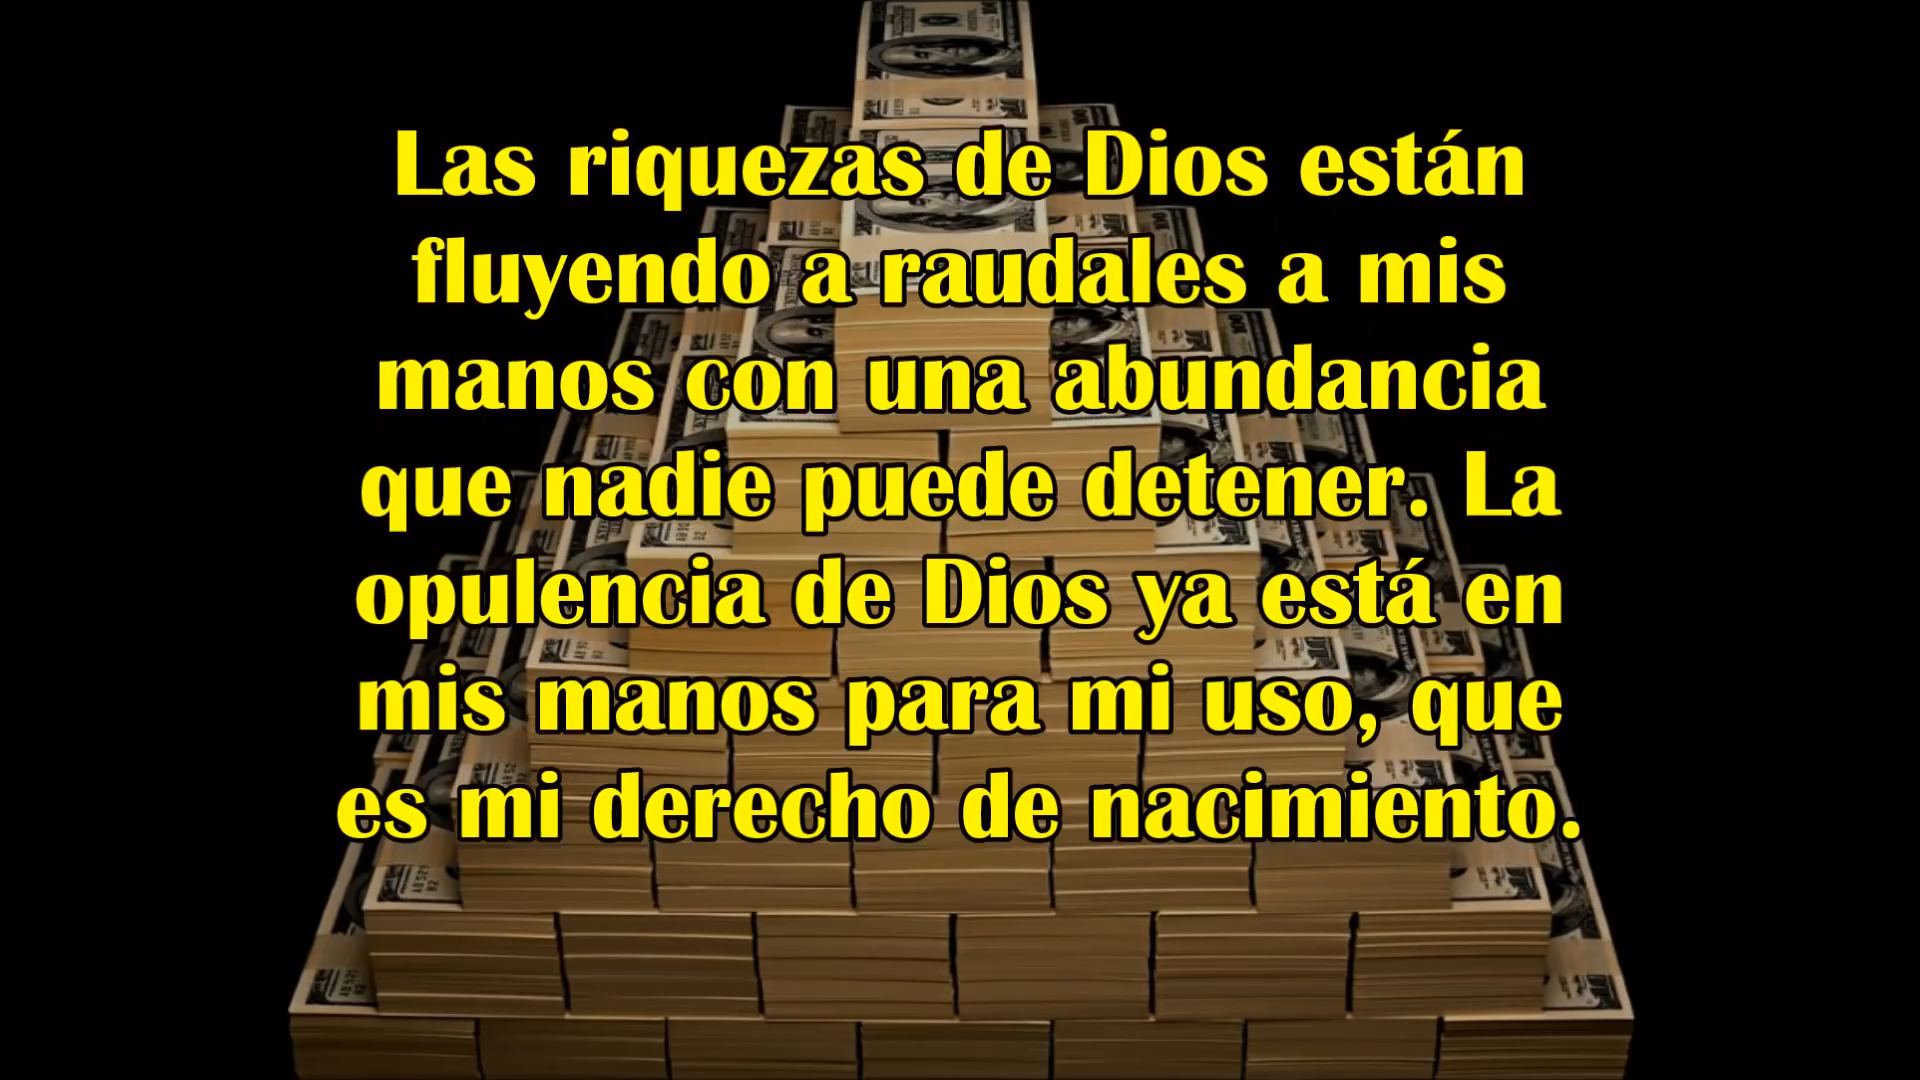 Las riquezas de Dios están
fluyendo a raudales a mis
manos con una abundancia
que nadie puede detener. La
opulencia de Dios ya está en
mis manos para mi uso, que
es mi derecho de nacimiento.